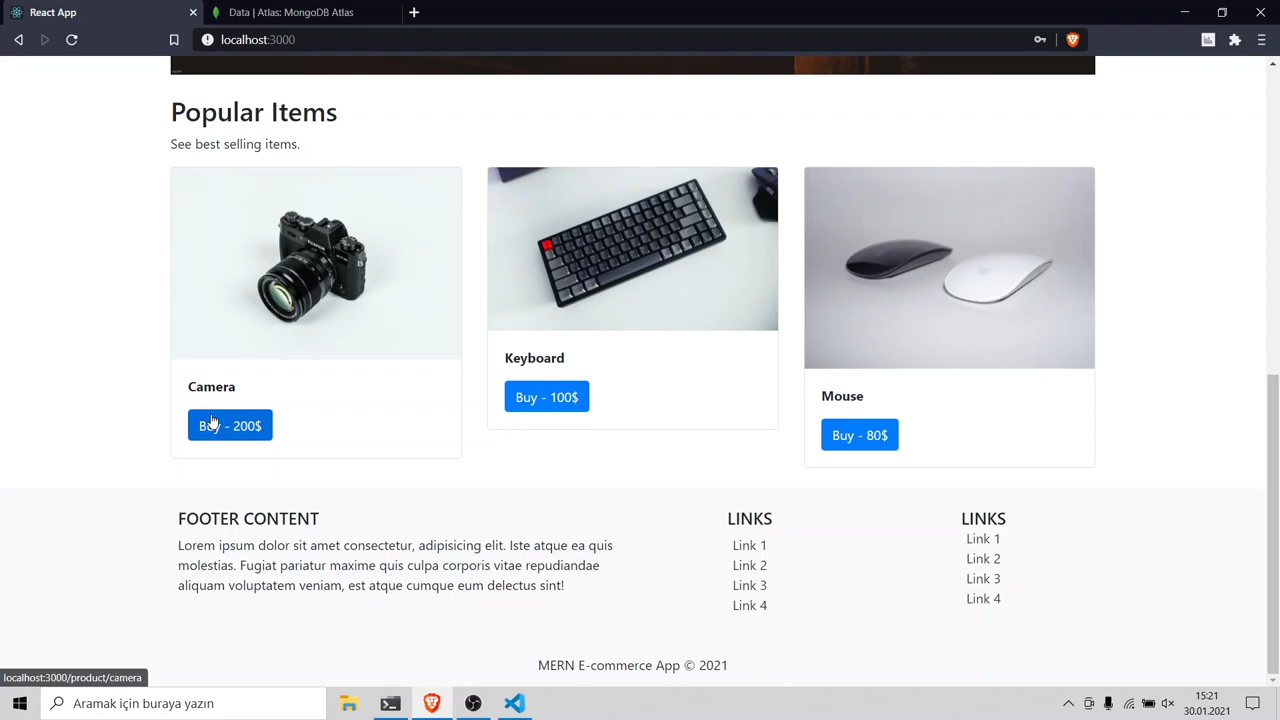 React App
Data | Atlas: MongoDB Atlas
localhost:3000
Popular Items
See best selling items.
FUJIFILM
Camera
Buy - 200$
Keyboard
Buy - 100$
Mouse
Buy - 80$
FOOTER CONTENT
Lorem ipsum dolor sit amet consectetur, adipisicing elit. Iste atque ea quis
molestias. Fugiat pariatur maxime quis culpa corporis vitae repudiandae
aliquam voluptatem veniam, est atque cumque eum delectus sint!
LINKS
Link 1
Link 2
Link 3
Link 4
LINKS
Link 1
Link 2
Link 3
Link 4
MERN E-commerce App © 2021
localhost:3000/product/camera
Aramak için buraya yazın
15:21
30.01.2021